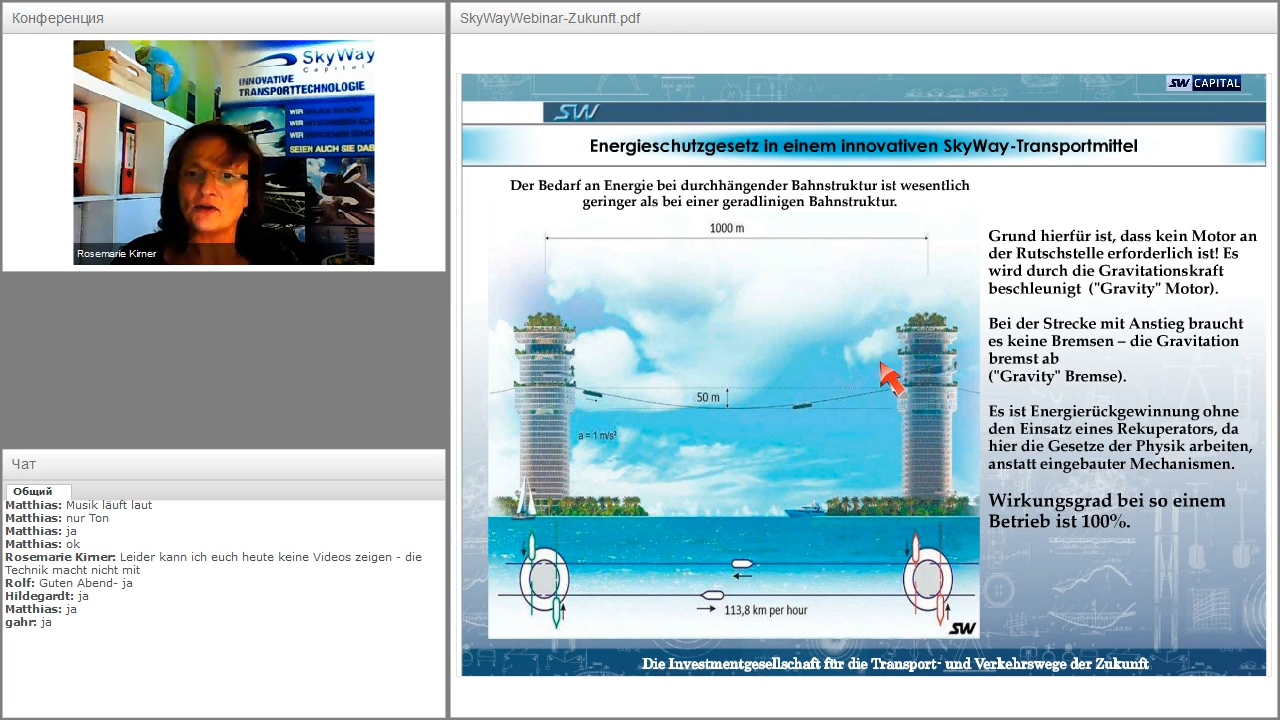 Конференция
SkyWay
Capital
INNOVATIVE
TRANSPORTTECHNOLOGIE
WIR
WIR
WIR
SEIEN AUCH SIE DAB
Rosemarie Kirner
Чат
Общий
Matthias: Musik läuft laut
Matthias: nur Ton
Matthias: ja
Matthias: ok
Rosemarie Kirner: Leider kann ich euch heute keine Videos zeigen - die
Technik macht nicht mit
Rolf: Guten Abend- ja
Hildegardt: ja
Matthias: ja
gahr: ja
SkyWayWebinar-Zukunft.pdf
SW CAPITAL
SW
Energieschutzgesetz in einem innovativen SkyWay-Transportmittel
Der Bedarf an Energie bei durchhängender Bahnstruktur ist wesentlich
geringer als bei einer geradlinigen Bahnstruktur.
1000 m
50 m
a = 1 m/s²
113,8 km per hour
SW
Grund hierfür ist, dass kein Motor an
der Rutschstelle erforderlich ist! Es
wird durch die Gravitationskraft
beschleunigt ("Gravity" Motor).
Bei der Strecke mit Anstieg braucht
es keine Bremsen – die Gravitation
bremst ab
("Gravity" Bremse).
Es ist Energierückgewinnung ohne
den Einsatz eines Rekuperators, da
hier die Gesetze der Physik arbeiten,
anstatt eingebauter Mechanismen.
Wirkungsgrad bei so einem
Betrieb ist 100%.
Die Investmentgesellschaft für die Transport- und Verkehrswege der Zukunft